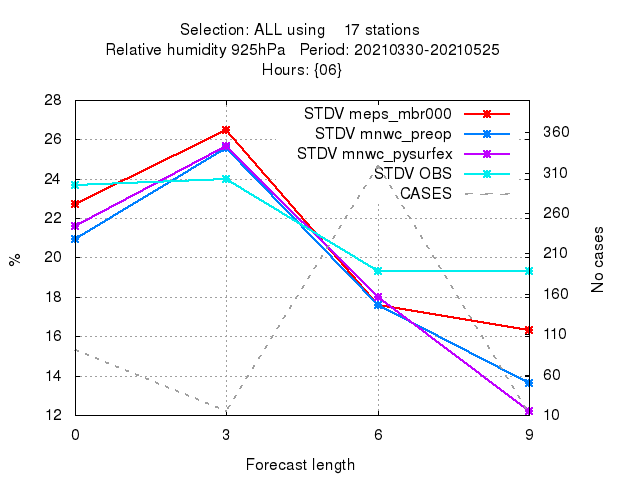 Selection: ALL using    17 stations
Relative humidity 925hPa   Period: 20210330-20210525
Hours: {06}
STDV meps_mbr000
STDV mnwc_preop
STDV mnwc_pysurfex
STDV OBS
CASES
28
26
24
22
20
18
16
14
12
%
360
310
260
210
160
110
60
10
No cases
0 3 6 9
Forecast length